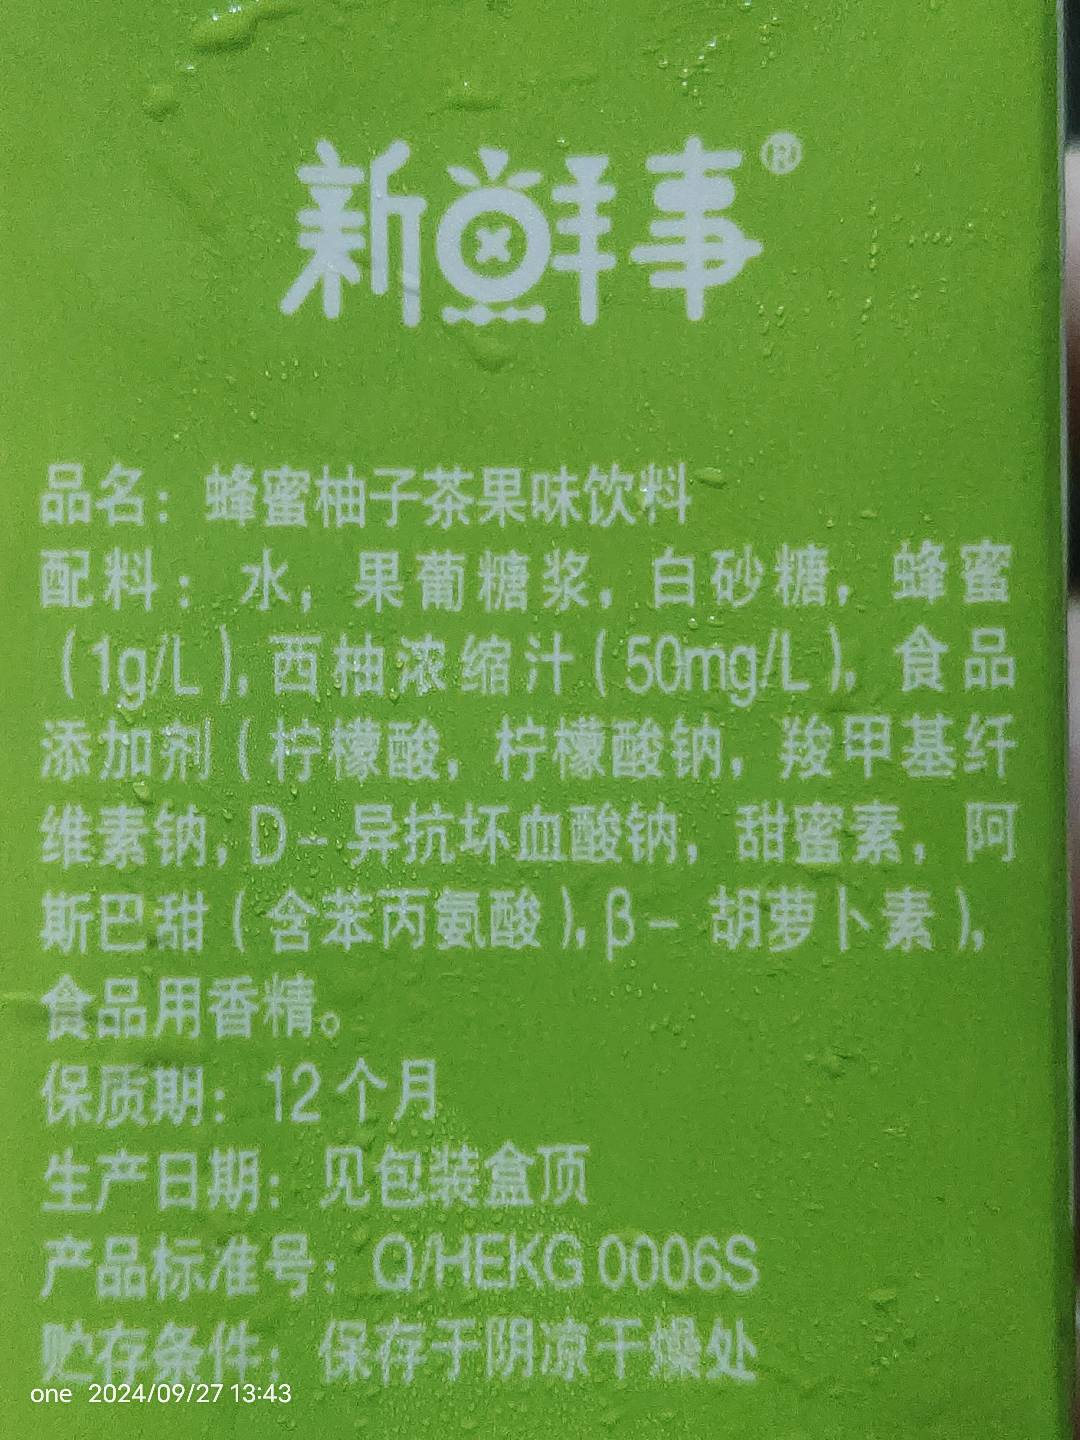 新鲜事®
品名：蜂蜜柚子茶果味饮料
配料：水，果葡糖浆，白砂糖，蜂蜜
（1g/L），西柚浓缩汁（50mg/L），食品
添加剂（柠檬酸，柠檬酸钠，羧甲基纤
维素钠，D-异抗坏血酸钠，甜蜜素，阿
斯巴甜（含苯丙氨酸），β-胡萝卜素），
食品用香精。
保质期：12个月
生产日期：见包装盒顶
产品标准号：Q/HEKG 0006S
贮存条件：保存于阴凉干燥处
one 2024/09/27 13:43